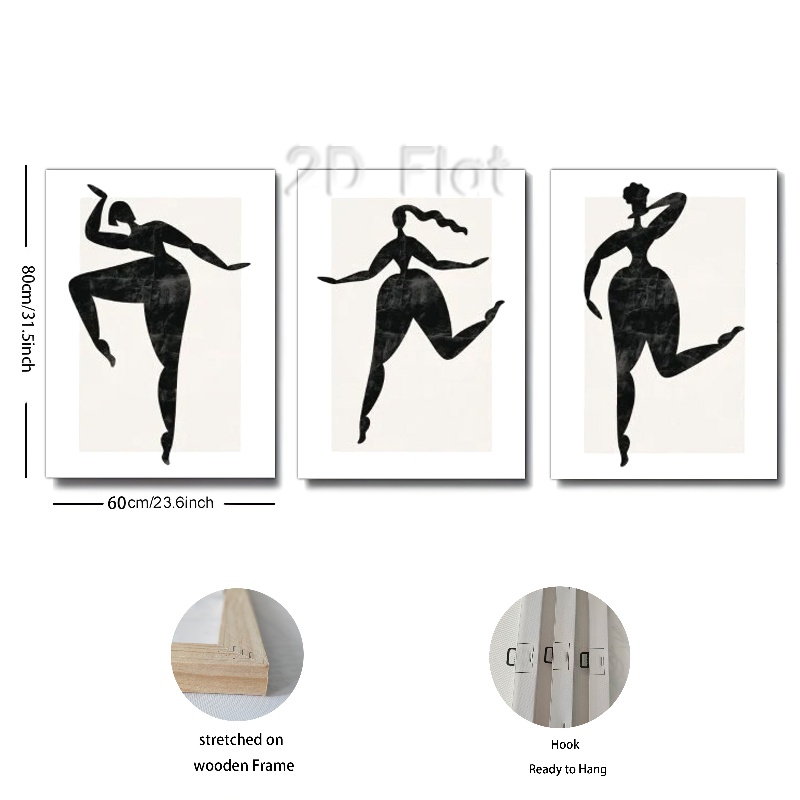 2D Flat
80cm/31.5inch
60cm/23.6inch
stretched on
wooden Frame
Hook
Ready to Hang